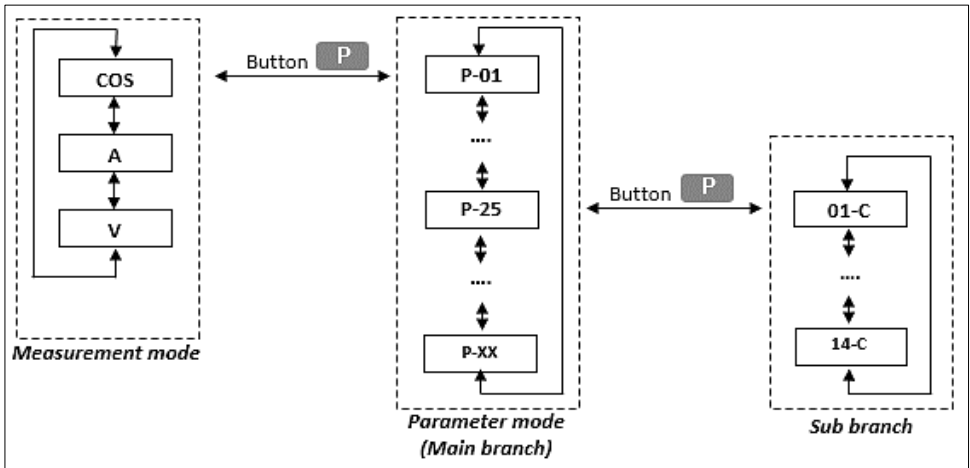 COS
A
V
Measurement mode
Button P
P-01
....
P-25
....
P-XX
Parameter mode
(Main branch)
Button P
01-C
....
14-C
Sub branch